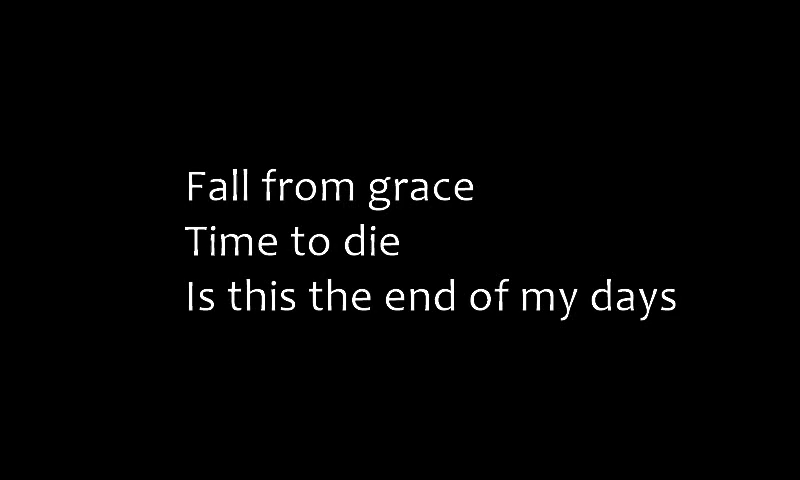 Fall from grace
Time to die
Is this the end of my days